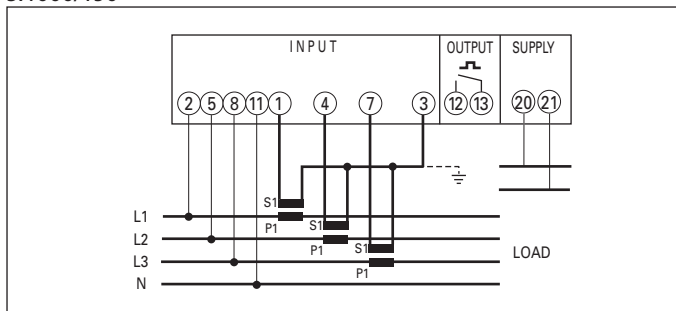 INPUT OUTPUT SUPPLY
2 5 8 11 1 4 7 3 12 13 20 21
S1
L1
P1 S1
L2
P1 S1
L3 LOAD
P1
N